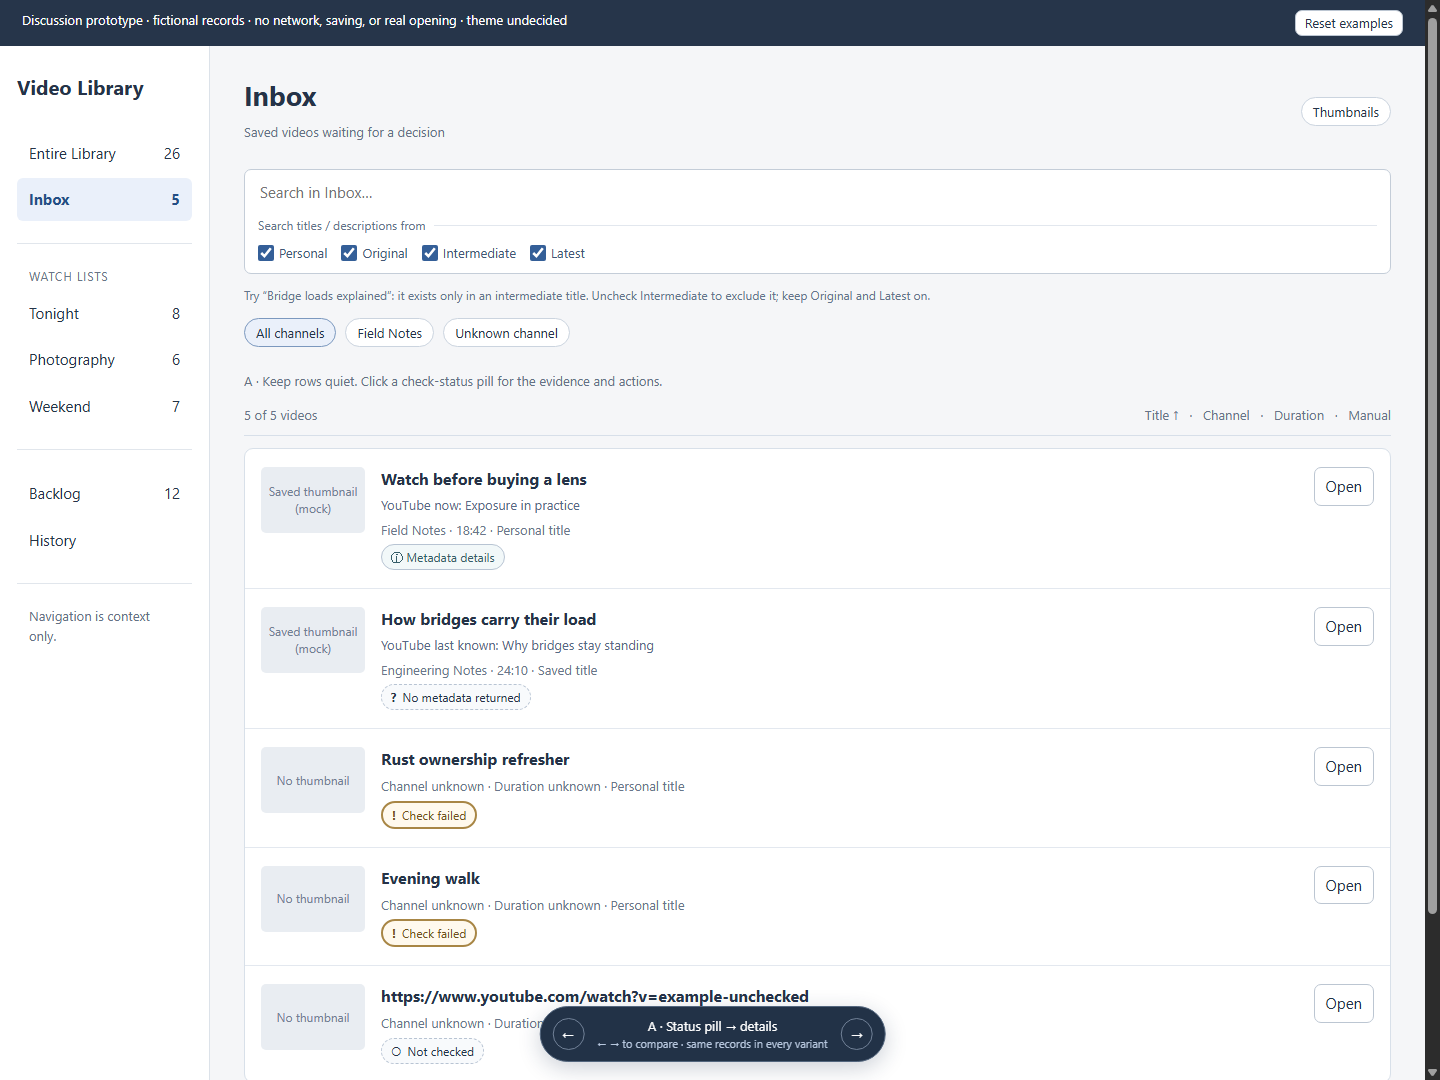 Discussion prototype · fictional records · no network, saving, or real opening · theme undecided
Reset examples
Video Library
Entire Library 26
Inbox 5
WATCH LISTS
Tonight 8
Photography 6
Weekend 7
Backlog 12
History
Navigation is context
only.
Inbox
Saved videos waiting for a decision
Thumbnails
Search in Inbox...
Search titles / descriptions from
Personal Original Intermediate Latest
Try “Bridge loads explained”: it exists only in an intermediate title. Uncheck Intermediate to exclude it; keep Original and Latest on.
All channels Field Notes Unknown channel
A · Keep rows quiet. Click a check-status pill for the evidence and actions.
5 of 5 videos
Title ↑ · Channel · Duration · Manual
Saved thumbnail
(mock)
Watch before buying a lens
YouTube now: Exposure in practice
Field Notes · 18:42 · Personal title
ⓘ Metadata details
Open
Saved thumbnail
(mock)
How bridges carry their load
YouTube last known: Why bridges stay standing
Engineering Notes · 24:10 · Saved title
? No metadata returned
Open
No thumbnail
Rust ownership refresher
Channel unknown · Duration unknown · Personal title
! Check failed
Open
No thumbnail
Evening walk
Channel unknown · Duration unknown · Personal title
! Check failed
Open
No thumbnail
https://www.youtube.com/watch?v=example-unchecked
Channel unknown
○ Not checked
Open
← A · Status pill → details →
← → to compare · same records in every variant